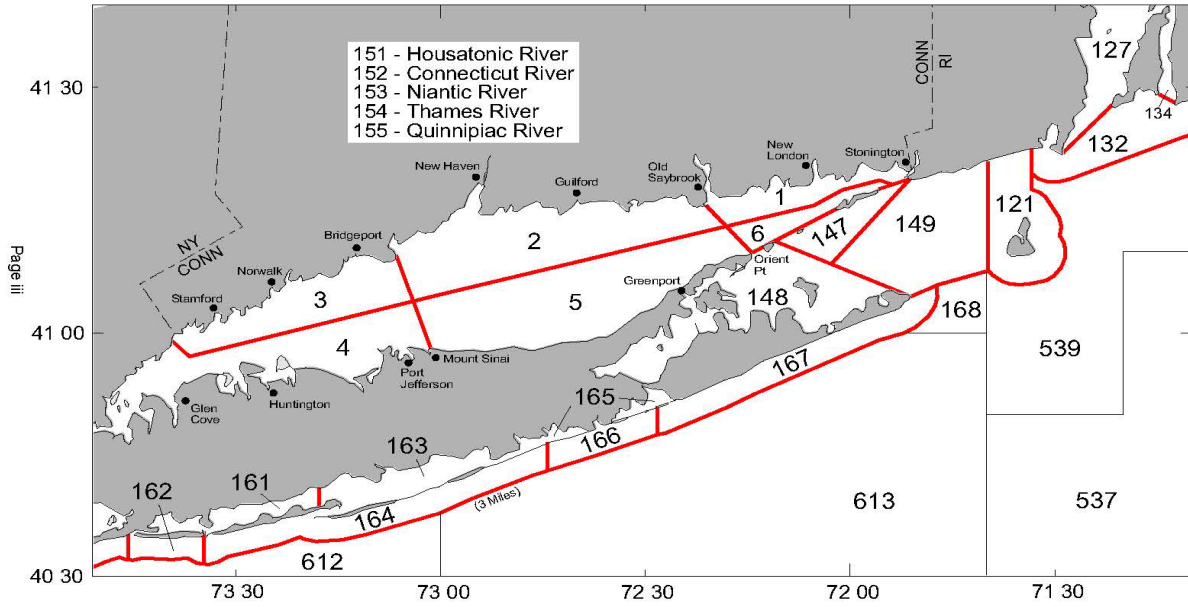 151 - Housatonic River
152 - Connecticut River
153 - Niantic River
154 - Thames River
155 - Quinnipiac River
CONN
RI
127
134
132
41 30
New Haven
Guilford
Old
Saybrook
New
London
Stonington
1
2
6
147
149
121
Orient
Pt
NY
CONN
Bridgeport
Norwalk
Stamford
3
4
5
Greenport
148
168
539
Page iii
41 00
Mount Sinai
Port
Jefferson
Huntington
Glen
Cove
167
165
166
163
161
162
164
(3 Miles)
613
537
612
40 30
73 30
73 00
72 30
72 00
71 30